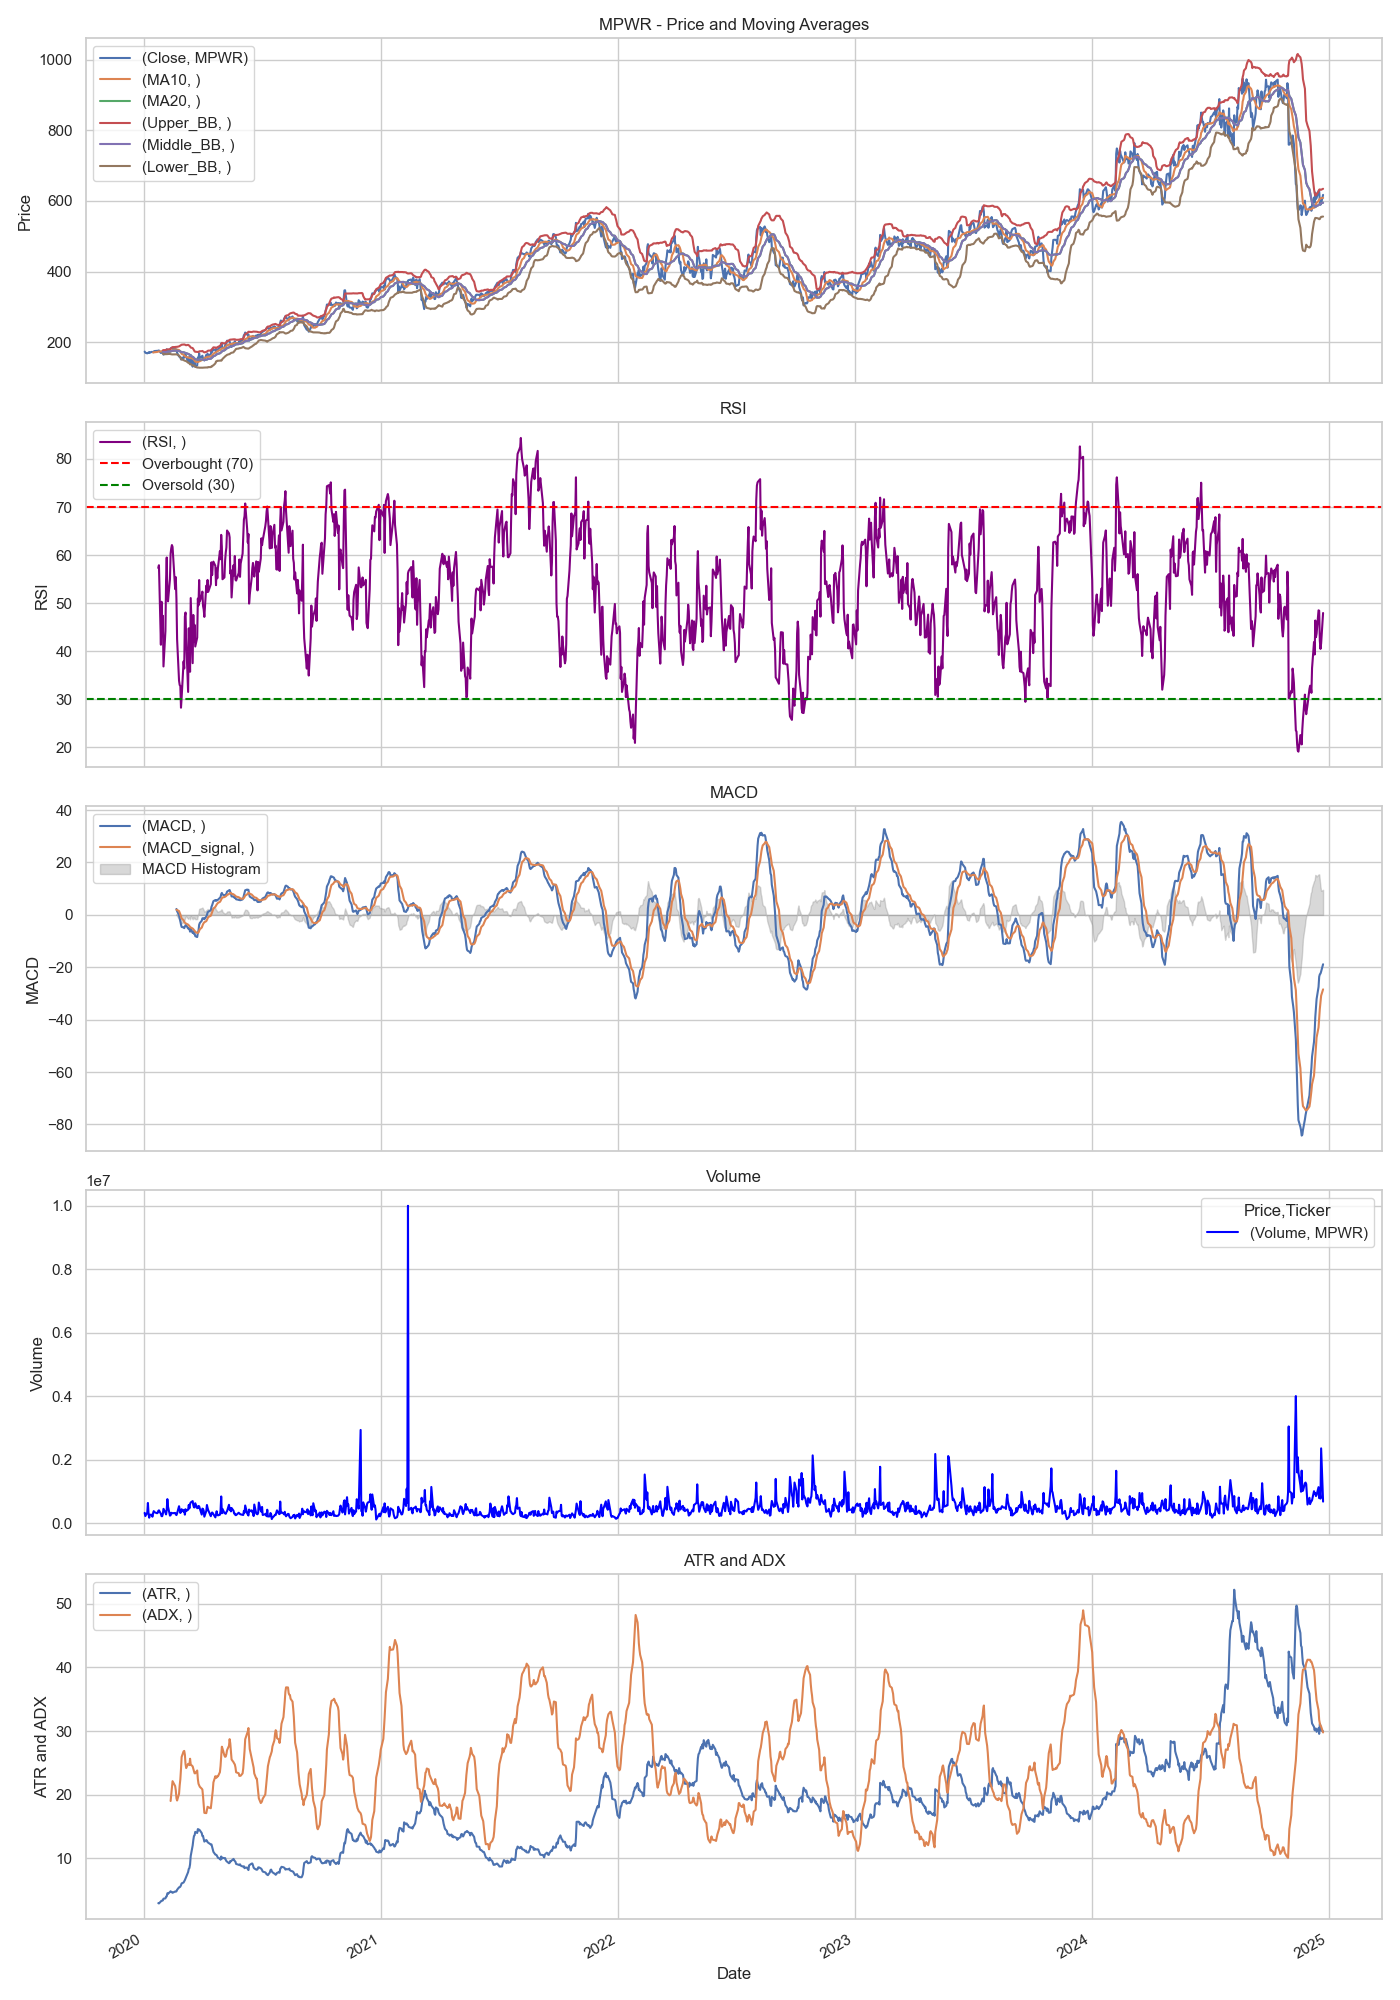 MPWR - Price and Moving Averages
(Close, MPWR)
(MA10, )
(MA20, )
(Upper_BB, )
(Middle_BB, )
(Lower_BB, )
1000
800
600
400
200
Price
RSI
(RSI, )
Overbought (70)
Oversold (30)
80
70
60
50
40
30
20
RSI
MACD
(MACD, )
(MACD_signal, )
MACD Histogram
40
20
0
−20
−40
−60
−80
MACD
Volume
1e7
Price,Ticker
(Volume, MPWR)
1.0
0.8
0.6
0.4
0.2
0.0
Volume
ATR and ADX
(ATR, )
(ADX, )
50
40
30
20
10
ATR and ADX
2020
2021
2022
2023
2024
2025
Date